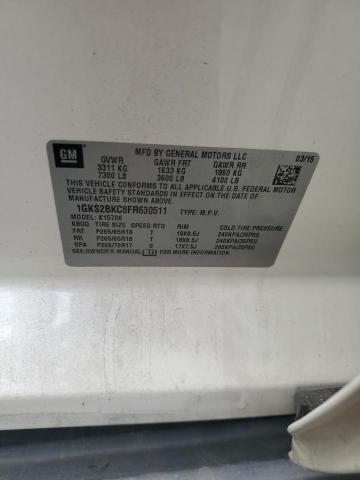 GM
MFD BY GENERAL MOTORS LLC 03/15
GVWR GAWR FRT GAWR RR
3311 KG 1633 KG 1860 KG
7300 LB 3600 LB 4100 LB
THIS VEHICLE CONFORMS TO ALL APPLICABLE U.S. FEDERAL MOTOR
VEHICLE SAFETY STANDARDS IN EFFECT ON THE DATE OF
MANUFACTURE SHOWN ABOVE.
1GKS2BKC8FR630511 TYPE: M.P.V.
MODEL: K15706
TIRE SIZE SPEED RTG RIM COLD TIRE PRESSURE
FRT P265/65R18 T 18X8.5J 240KPA(35PSI)
RR P265/65R18 T 18X8.5J 240KPA(35PSI)
SPA P265/70R17 17X7.5J 240KPA(35PSI)
SEE OWNER'S MANUAL FOR ADDITIONAL INFORMATION.